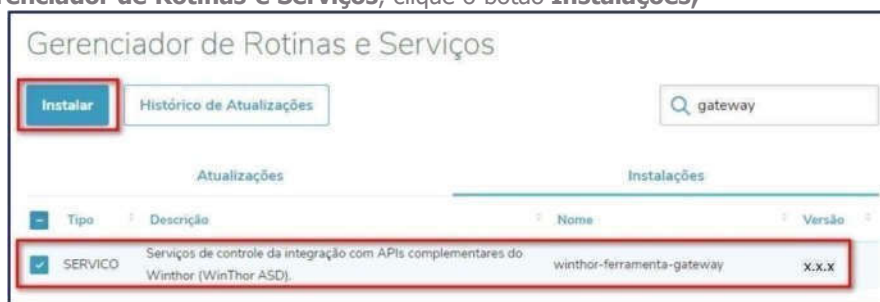 renciador de Rotinas e Serviços, clique o botão Instalações;
Gerenciador de Rotinas e Serviços
Instalar Histórico de Atualizações gateway
Atualizações Instalações
Tipo Descrição Nome Versão
SERVICO Serviços de controle da integração com APIs complementares do winthor-ferramenta-gateway x.x.x
Winthor (WinThor ASD).